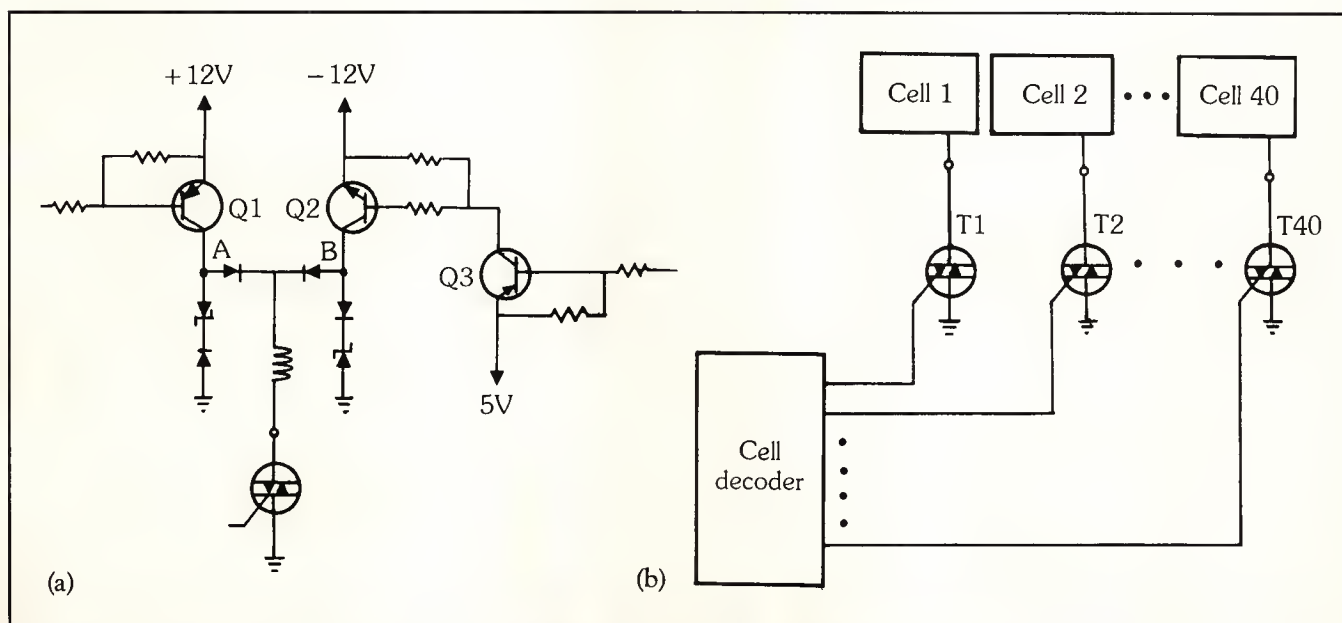 +12V
−12V
Q1
Q2
A
B
Q3
5V
(a)
Cell 1
Cell 2
Cell 40
T1
T2
T40
Cell
decoder
(b)